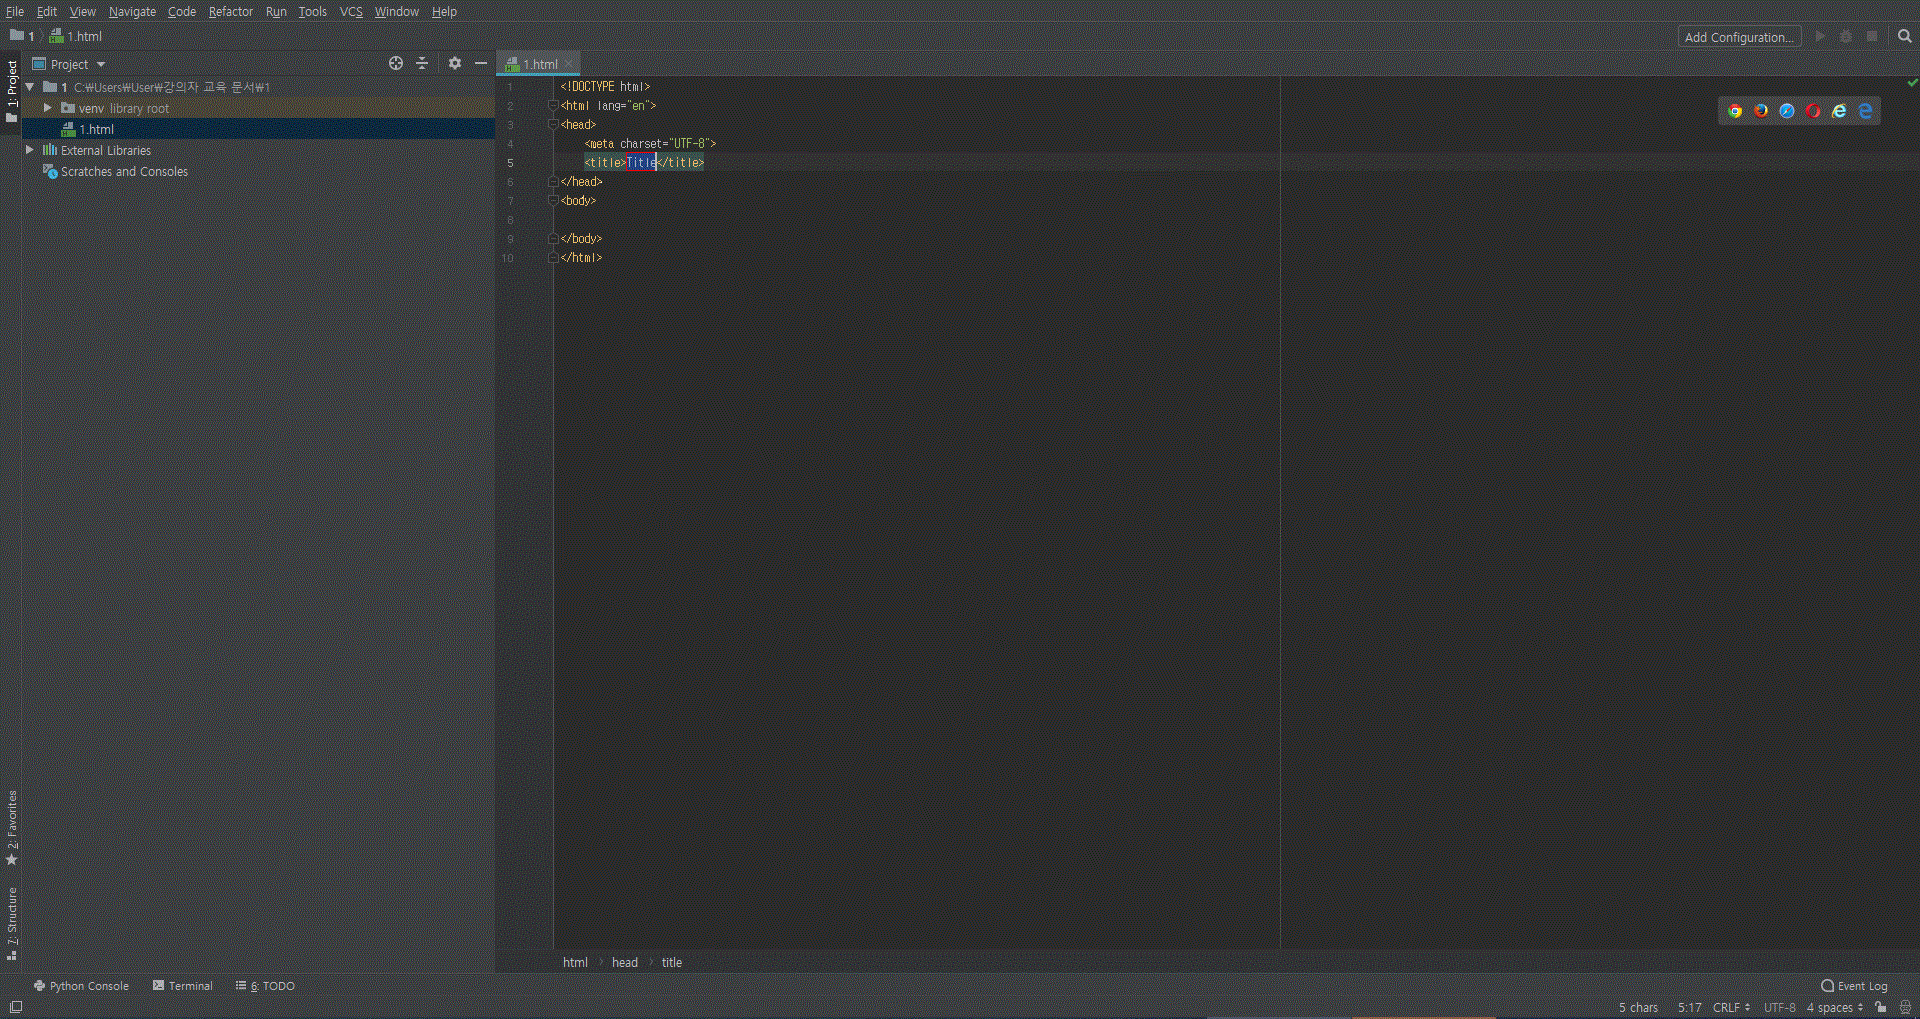 File Edit View Navigate Code Refactor Run Tools VCS Window Help
1 1.html
Add Configuration...
1: Project
Project
1.html
1 C:₩Users₩User₩강의자 교육 문서₩1
venv library root
1.html
External Libraries
Scratches and Consoles
1 <!DOCTYPE html>
2 <html lang="en">
3 <head>
4 <meta charset="UTF-8">
5 <title>Title</title>
6 </head>
7 <body>
8
9 </body>
10 </html>
2: Favorites
7: Structure
html head title
Python Console Terminal 6: TODO
Event Log
5 chars 5:17 CRLF UTF-8 4 spaces